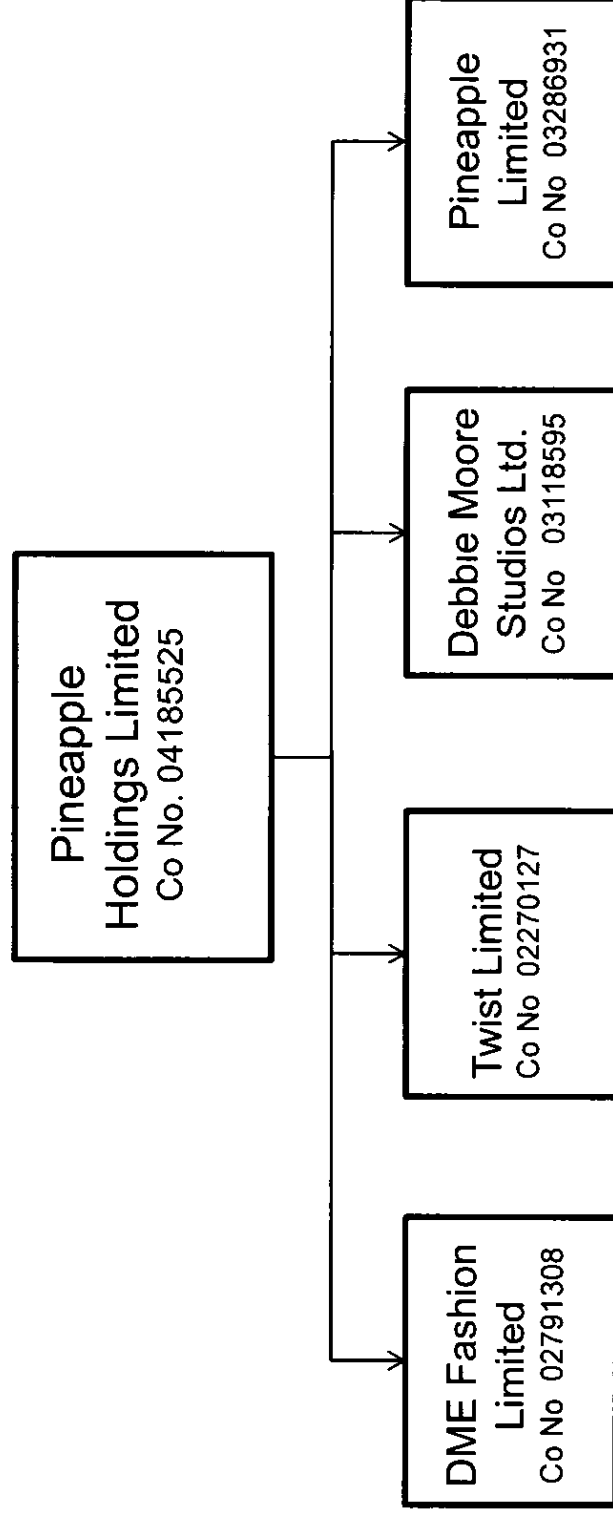 Pineapple
Holdings Limited
Co No. 04185525
DME Fashion
Limited
Co No 02791308
Twist Limited
Co No 02270127
Debbie Moore
Studios Ltd.
Co No 03118595
Pineapple
Limited
Co No 03286931